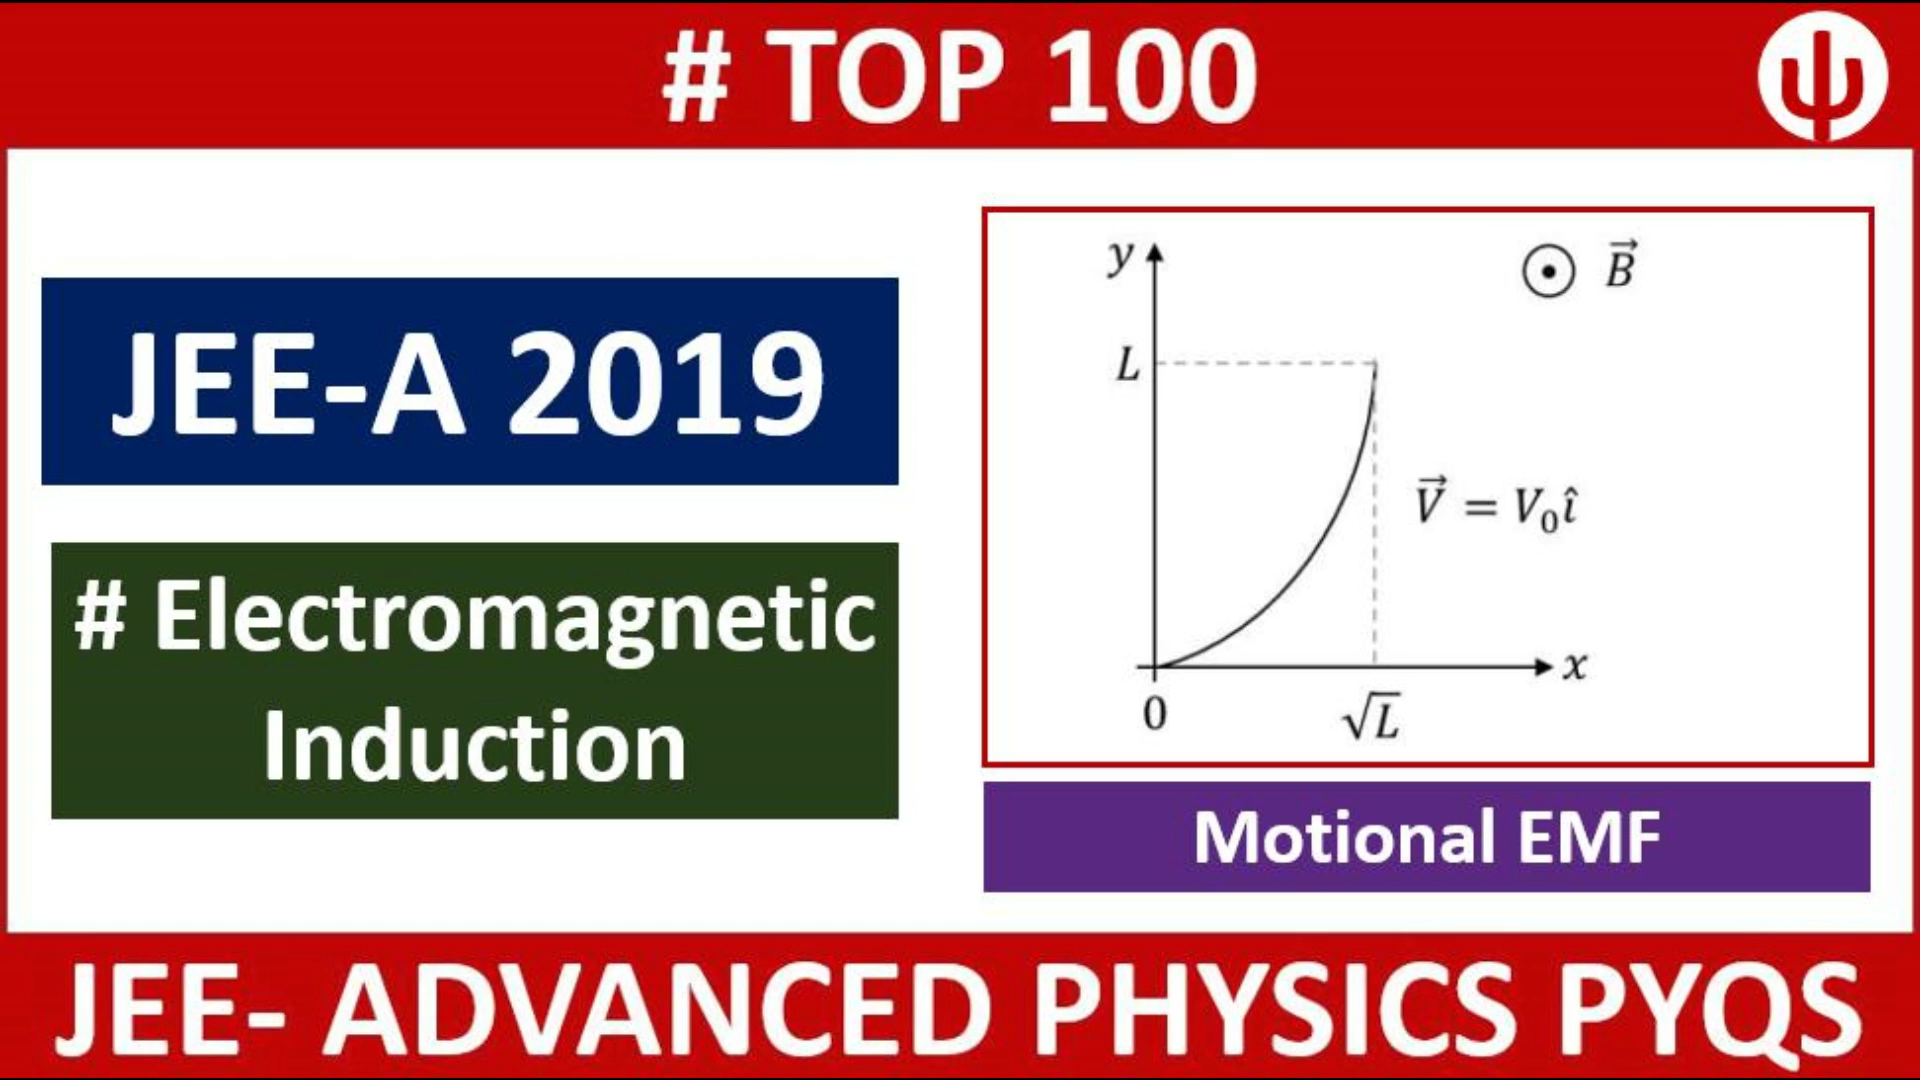 # TOP 100
JEE-A 2019
# Electromagnetic
Induction
y
B⃗
L
V⃗ = V₀î
x
0
√L
Motional EMF
JEE- ADVANCED PHYSICS PYQS